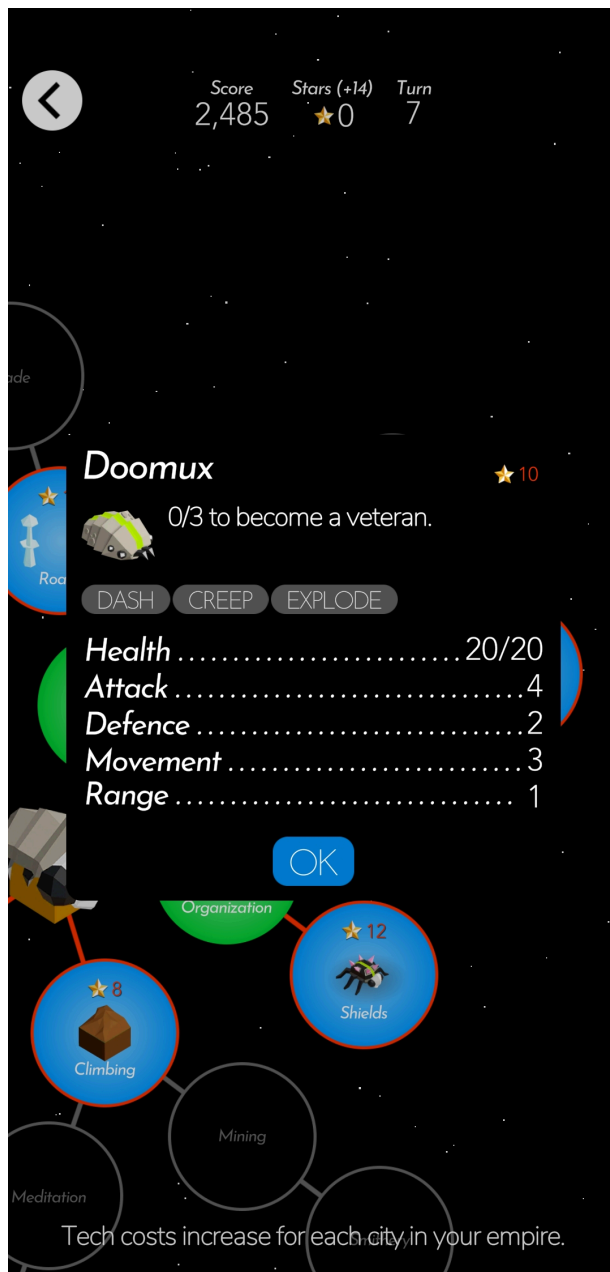 Score Stars (+14) Turn
2,485 0 7
ade
Doomux 10
0/3 to become a veteran.
DASH CREEP EXPLODE
Roa
Health ........................... 20/20
Attack ................................. 4
Defence ............................... 2
Movement ............................ 3
Range ................................ 1
OK
Organization
12
Shields
8
Climbing
Mining
Meditation
Tech costs increase for each city in your empire.